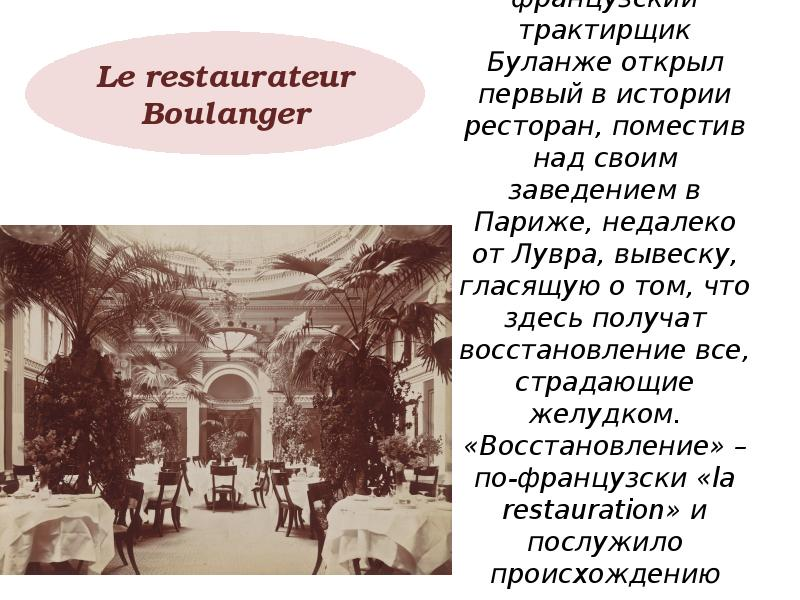 Le restaurateur
Boulanger
французский
трактирщик
Буланже открыл
первый в истории
ресторан, поместив
над своим
заведением в
Париже, недалеко
от Лувра, вывеску,
гласящую о том, что
здесь получат
восстановление все,
страдающие
желудком.
«Восстановление» –
по-французски «la
restauration» и
послужило
происхождению